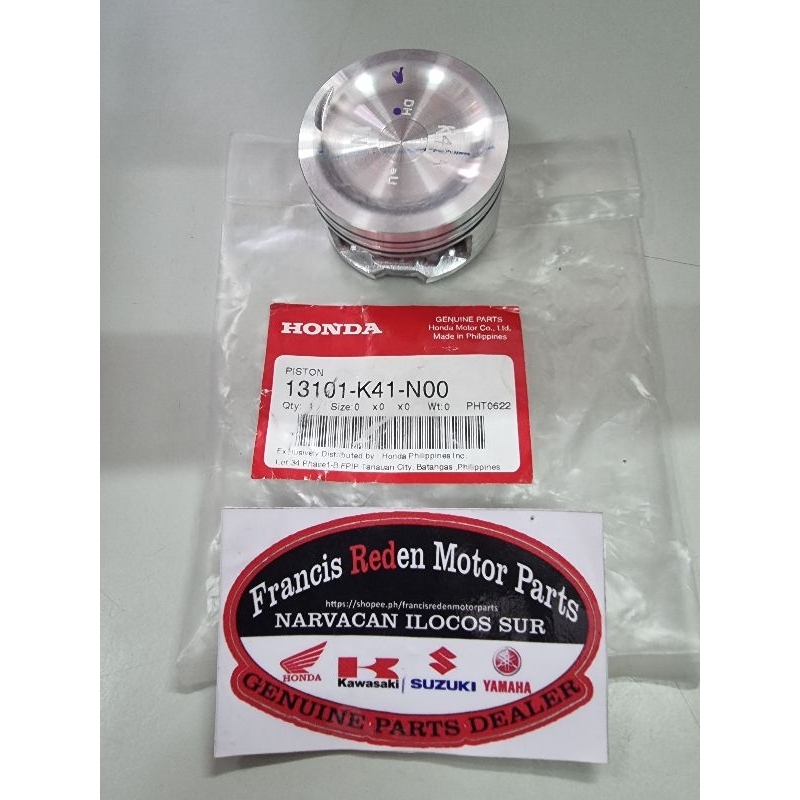 DH
K4
HONDA
GENUINE PARTS
Honda Motor Co., Ltd.
Made in Philippines
PISTON
13101-K41-N00
Qty: 1 Size:0 x0 x0 Wt:0 PHT0622
Exclusively Distributed by : Honda Philippines Inc.
Lot 34 Phase1-B FPIP Tanauan City, Batangas ,Philippines
Francis Reden Motor Parts
https://shopee.ph/francisredenmotorparts
NARVACAN ILOCOS SUR
HONDA
Kawasaki
SUZUKI
YAMAHA
GENUINE PARTS DEALER